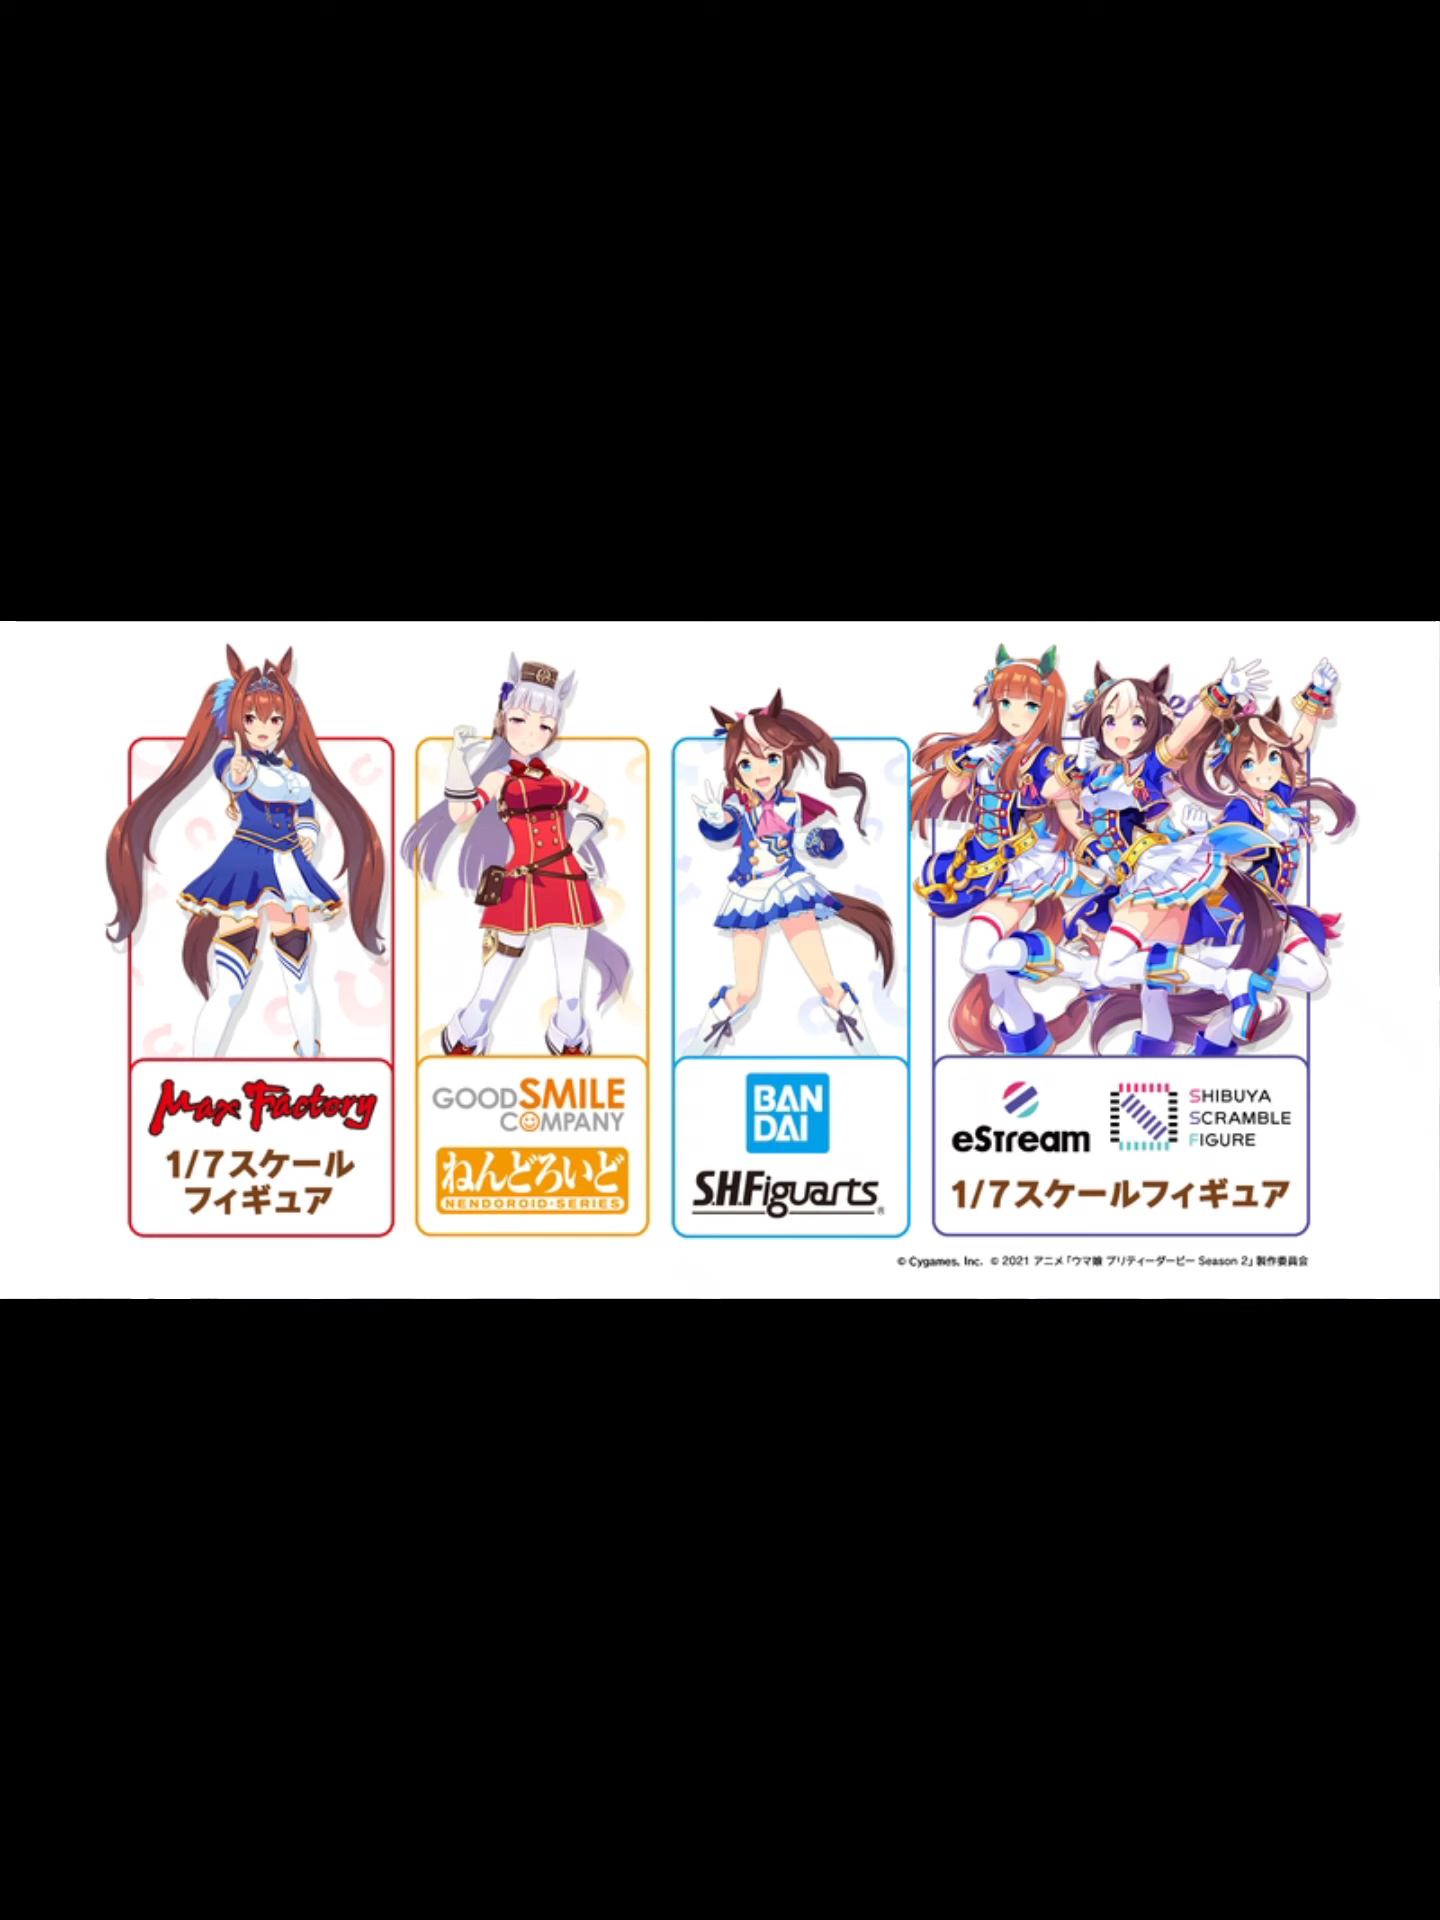 Max Factory
1/7スケール
フィギュア
GOODSMILE
COMPANY
ねんどろいど
NENDOROID·SERIES
BAN
DAI
S.H.Figuarts
®
eStream
SHIBUYA
SCRAMBLE
FIGURE
1/7スケールフィギュア
© Cygames, Inc. © 2021 アニメ「ウマ娘 プリティーダービー Season 2」製作委員会